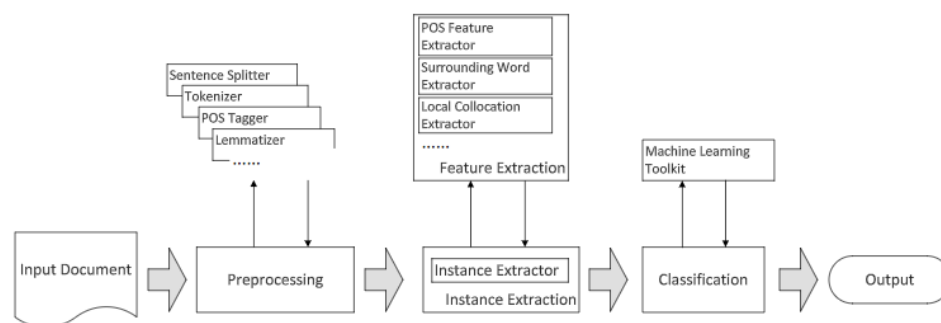 POS Feature
Extractor
Surrounding Word
Extractor
Local Collocation
Extractor
......
Feature Extraction
Sentence Splitter
Tokenizer
POS Tagger
Lemmatizer
......
Machine Learning
Toolkit
Input Document
Preprocessing
Instance Extractor
Instance Extraction
Classification
Output